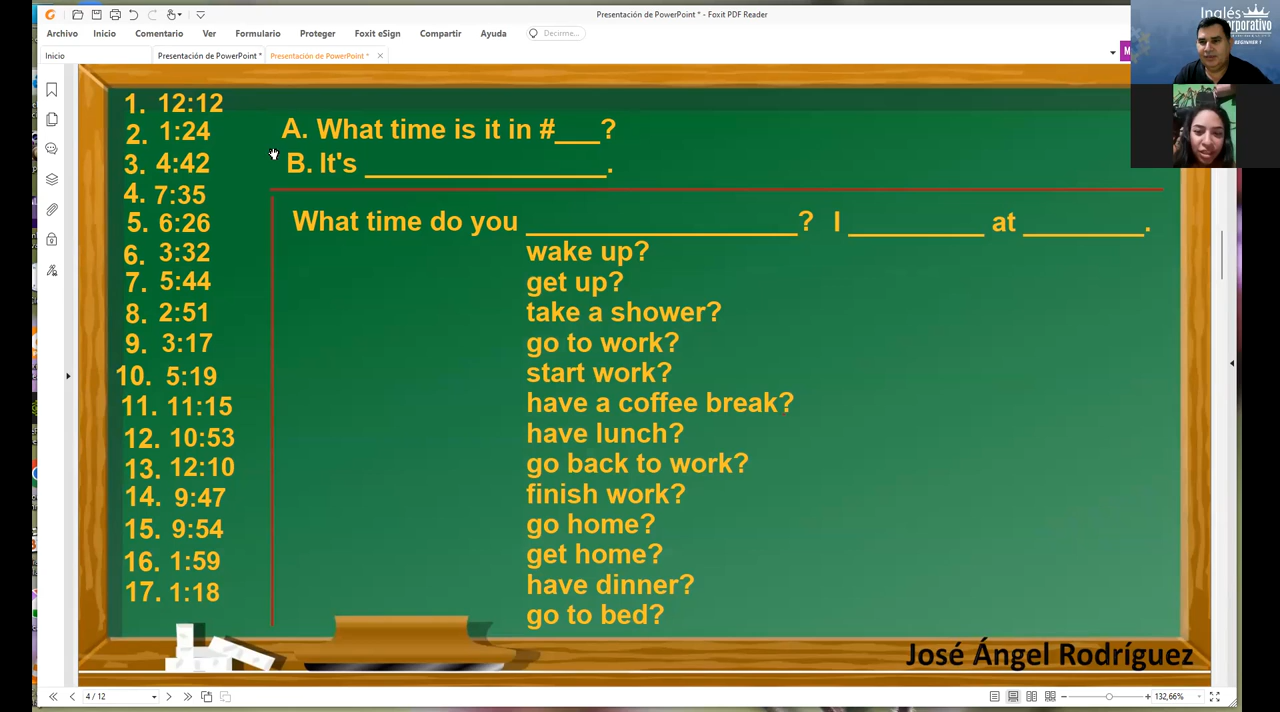 Presentación de PowerPoint * - Foxit PDF Reader
Archivo Inicio Comentario Ver Formulario Proteger Foxit eSign Compartir Ayuda Decirme...
Inicio Presentación de PowerPoint * Presentación de PowerPoint *
M
Inglés
BEGINNER 1
1. 12:12
2. 1:24
3. 4:42
4. 7:35
5. 6:26
6. 3:32
7. 5:44
8. 2:51
9. 3:17
10. 5:19
11. 11:15
12. 10:53
13. 12:10
14. 9:47
15. 9:54
16. 1:59
17. 1:18
A. What time is it in #___?
B. It's ________________.
What time do you __________________? I _________ at ________.
wake up?
get up?
take a shower?
go to work?
start work?
have a coffee break?
have lunch?
go back to work?
finish work?
go home?
get home?
have dinner?
go to bed?
José Ángel Rodríguez
4 / 12
132,66%